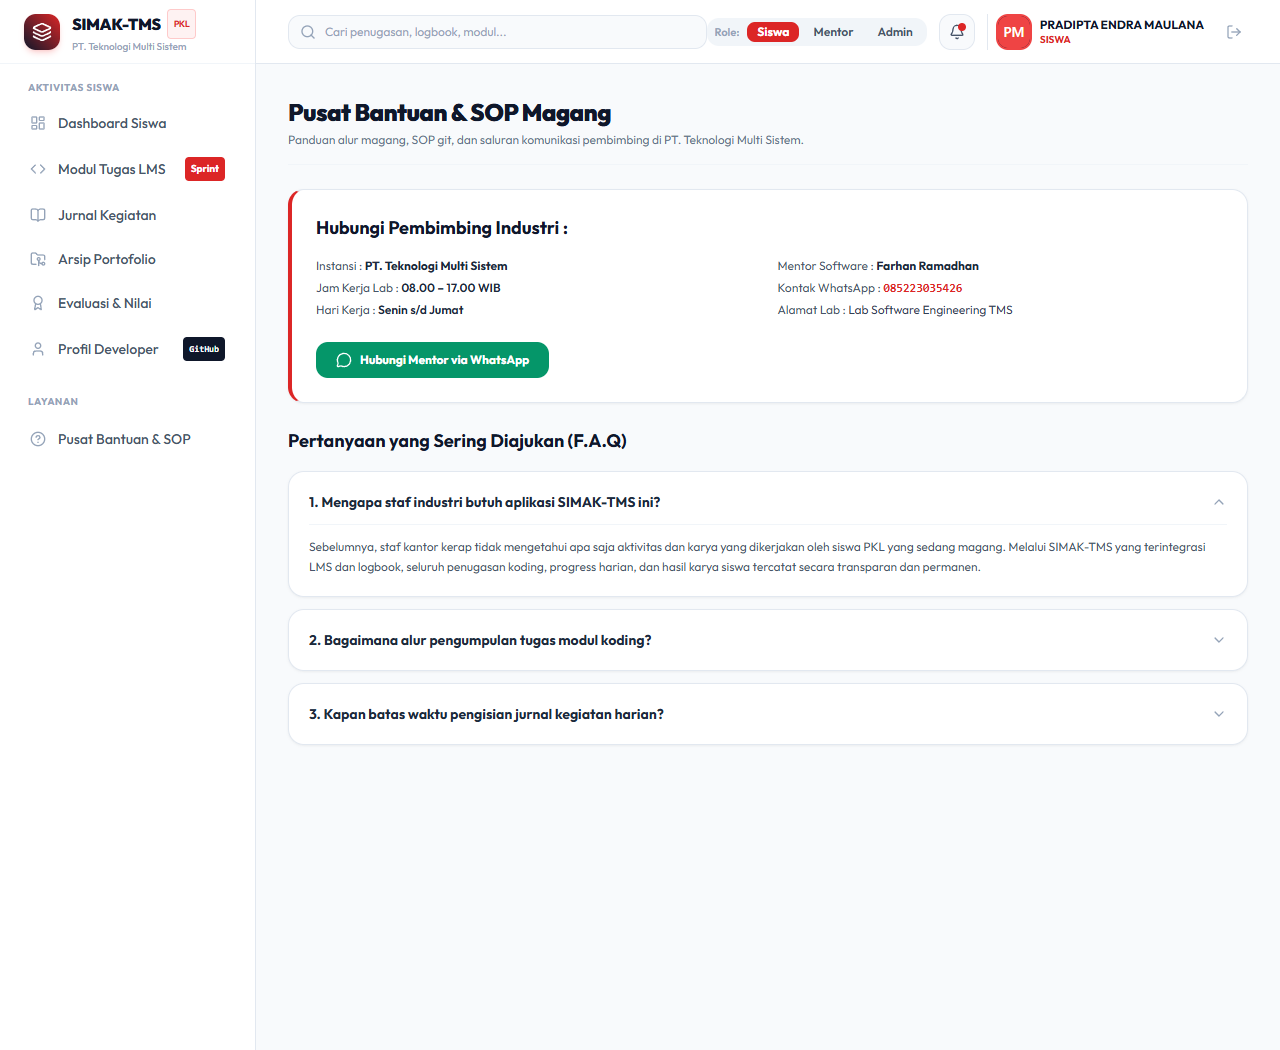 SIMAK-TMS PKL
PT. Teknologi Multi Sistem
Cari penugasan, logbook, modul...
Role: Siswa Mentor Admin
PM
PRADIPTA ENDRA MAULANA
SISWA
AKTIVITAS SISWA
Dashboard Siswa
Modul Tugas LMS Sprint
Jurnal Kegiatan
Arsip Portofolio
Evaluasi & Nilai
Profil Developer GitHub
LAYANAN
Pusat Bantuan & SOP
Pusat Bantuan & SOP Magang
Panduan alur magang, SOP git, dan saluran komunikasi pembimbing di PT. Teknologi Multi Sistem.
Hubungi Pembimbing Industri :
Instansi : PT. Teknologi Multi Sistem
Jam Kerja Lab : 08.00 – 17.00 WIB
Hari Kerja : Senin s/d Jumat
Mentor Software : Farhan Ramadhan
Kontak WhatsApp : 085223035426
Alamat Lab : Lab Software Engineering TMS
Hubungi Mentor via WhatsApp
Pertanyaan yang Sering Diajukan (F.A.Q)
1. Mengapa staf industri butuh aplikasi SIMAK-TMS ini?
Sebelumnya, staf kantor kerap tidak mengetahui apa saja aktivitas dan karya yang dikerjakan oleh siswa PKL yang sedang magang. Melalui SIMAK-TMS yang terintegrasi
LMS dan logbook, seluruh penugasan koding, progress harian, dan hasil karya siswa tercatat secara transparan dan permanen.
2. Bagaimana alur pengumpulan tugas modul koding?
3. Kapan batas waktu pengisian jurnal kegiatan harian?